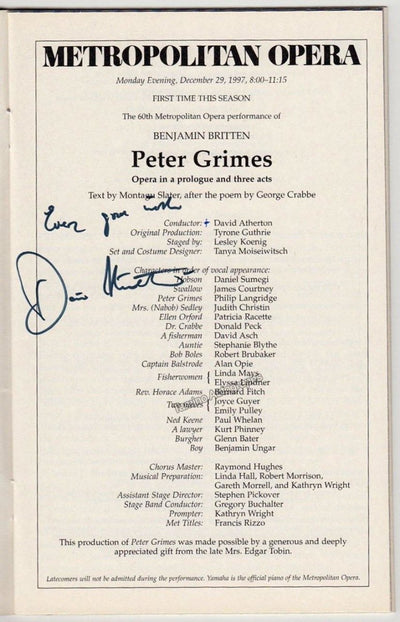 METROPOLITAN OPERA
Monday Evening, December 29, 1997, 8:00–11:15
FIRST TIME THIS SEASON
The 60th Metropolitan Opera performance of
BENJAMIN BRITTEN
Peter Grimes
Opera in a prologue and three acts
Text by Montagu Slater, after the poem by George Crabbe
Conductor: + David Atherton
Original Production: Tyrone Guthrie
Staged by: Lesley Koenig
Set and Costume Designer: Tanya Moiseiwitsch
Characters in order of vocal appearance:
Hobson Daniel Sumegi
Swallow James Courtney
Peter Grimes Philip Langridge
Mrs. (Nabob) Sedley Judith Christin
Ellen Orford Patricia Racette
Dr. Crabbe Donald Peck
A fisherman David Asch
Auntie Stephanie Blythe
Bob Boles Robert Brubaker
Captain Balstrode Alan Opie
Fisherwomen { Linda Mays
Elyssa Lindner
Rev. Horace Adams Bernard Fitch
Two nieces { Joyce Guyer
Emily Pulley
Ned Keene Paul Whelan
A lawyer Kurt Phinney
Burgher Glenn Bater
Boy Benjamin Ungar
Chorus Master: Raymond Hughes
Musical Preparation: Linda Hall, Robert Morrison,
Gareth Morrell, and Kathryn Wright
Assistant Stage Director: Stephen Pickover
Stage Band Conductor: Gregory Buchalter
Prompter: Kathryn Wright
Met Titles: Francis Rizzo
This production of Peter Grimes was made possible by a generous and deeply
appreciated gift from the late Mrs. Edgar Tobin.
Latecomers will not be admitted during the performance. Yamaha is the official piano of the Metropolitan Opera.